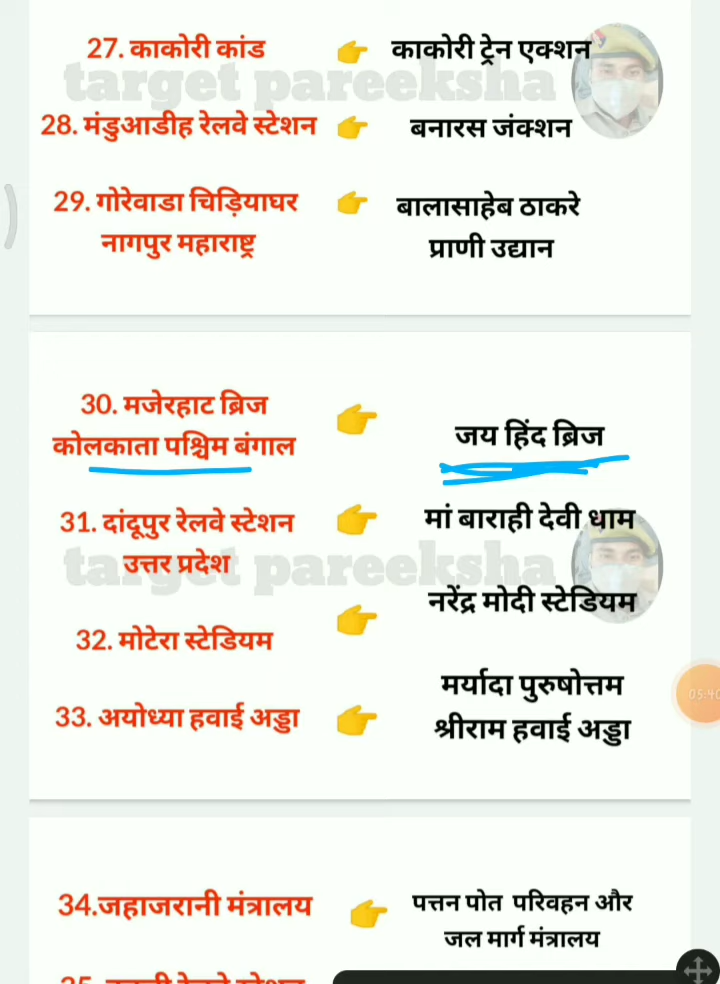 27. काकोरी कांड 👉 काकोरी ट्रेन एक्शन
target pareeksha
28. मंडुआडीह रेलवे स्टेशन 👉 बनारस जंक्शन
29. गोरेवाडा चिड़ियाघर 👉 बालासाहेब ठाकरे
नागपुर महाराष्ट्र प्राणी उद्यान
30. मजेरहाट ब्रिज 👉 जय हिंद ब्रिज
कोलकाता पश्चिम बंगाल
31. दांदूपुर रेलवे स्टेशन 👉 मां बाराही देवी धाम
उत्तर प्रदेश
target pareeksha
32. मोटेरा स्टेडियम 👉 नरेंद्र मोदी स्टेडियम
33. अयोध्या हवाई अड्डा 👉 मर्यादा पुरुषोत्तम
श्रीराम हवाई अड्डा
05:40
34.जहाजरानी मंत्रालय 👉 पत्तन पोत परिवहन और
जल मार्ग मंत्रालय